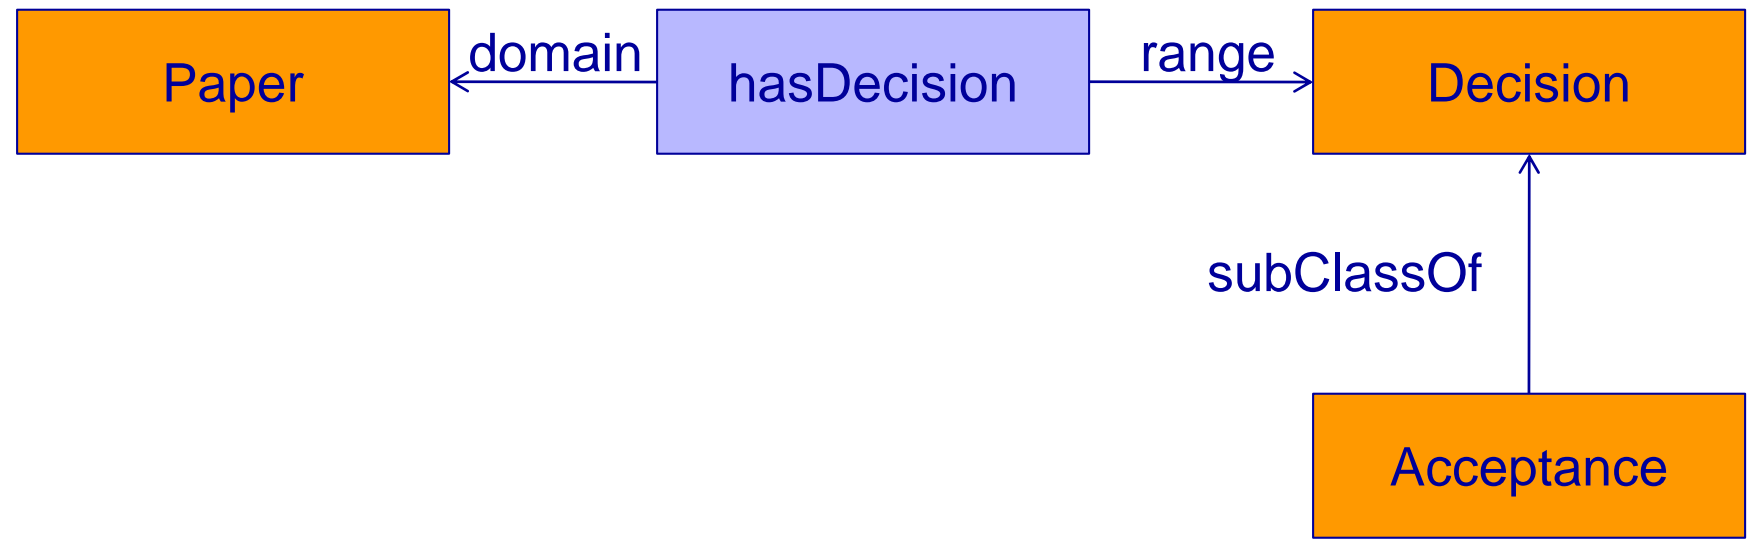 Paper
domain
hasDecision
range
Decision
subClassOf
Acceptance